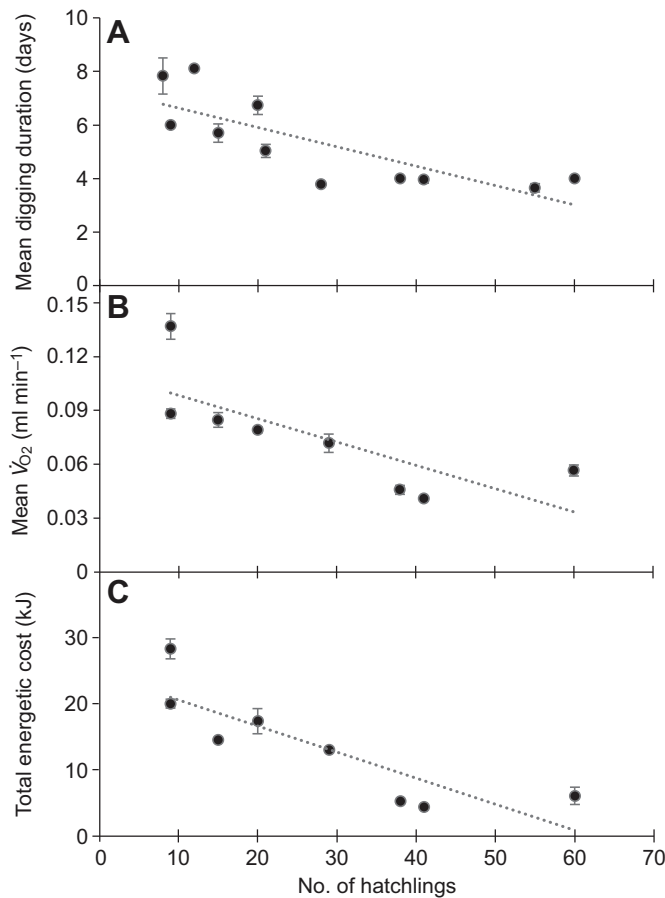 A
Mean digging duration (days)
10
8
6
4
2
0
B
Mean V̇O2 (ml min−1)
0.15
0.12
0.09
0.06
0.03
0
C
Total energetic cost (kJ)
30
20
10
0
0 10 20 30 40 50 60 70
No. of hatchlings